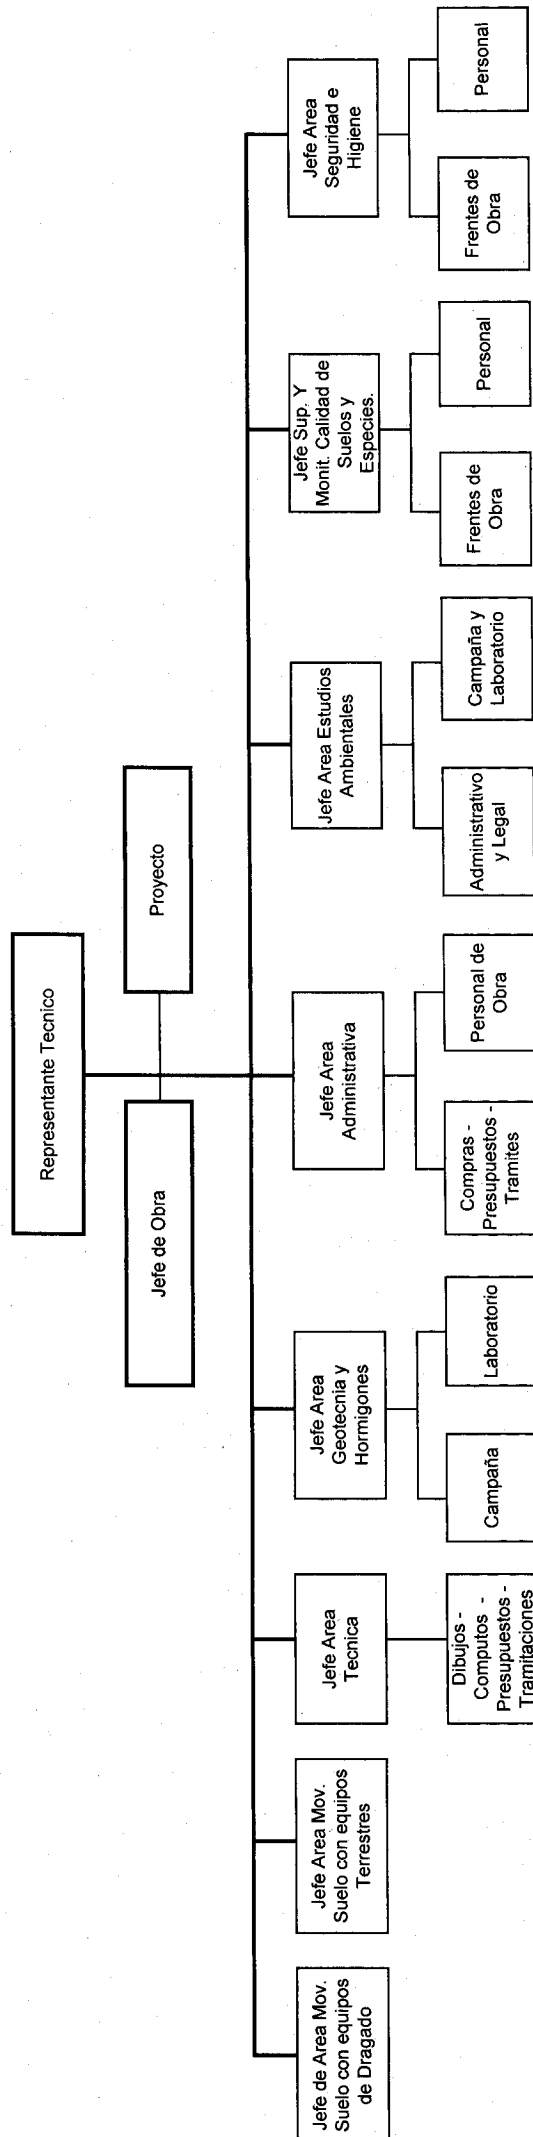 Representante Tecnico
Jefe de Obra
Proyecto
Jefe de Area Mov.
Suelo con equipos
de Dragado
Jefe Area Mov.
Suelo con equipos
Terrestres
Jefe Area
Tecnica
Jefe Area
Geotecnia y
Hormigones
Jefe Area
Administrativa
Jefe Area Estudios
Ambientales
Jefe Sup. Y
Monit. Calidad de
Suelos y
Especies.
Jefe Area
Seguridad e
Higiene
Dibujos -
Computos -
Presupuestos -
Tramitaciones
Campaña
Laboratorio
Compras -
Presupuestos -
Tramites
Personal de
Obra
Administrativo
y Legal
Campaña y
Laboratorio
Frentes de
Obra
Personal
Frentes de
Obra
Personal